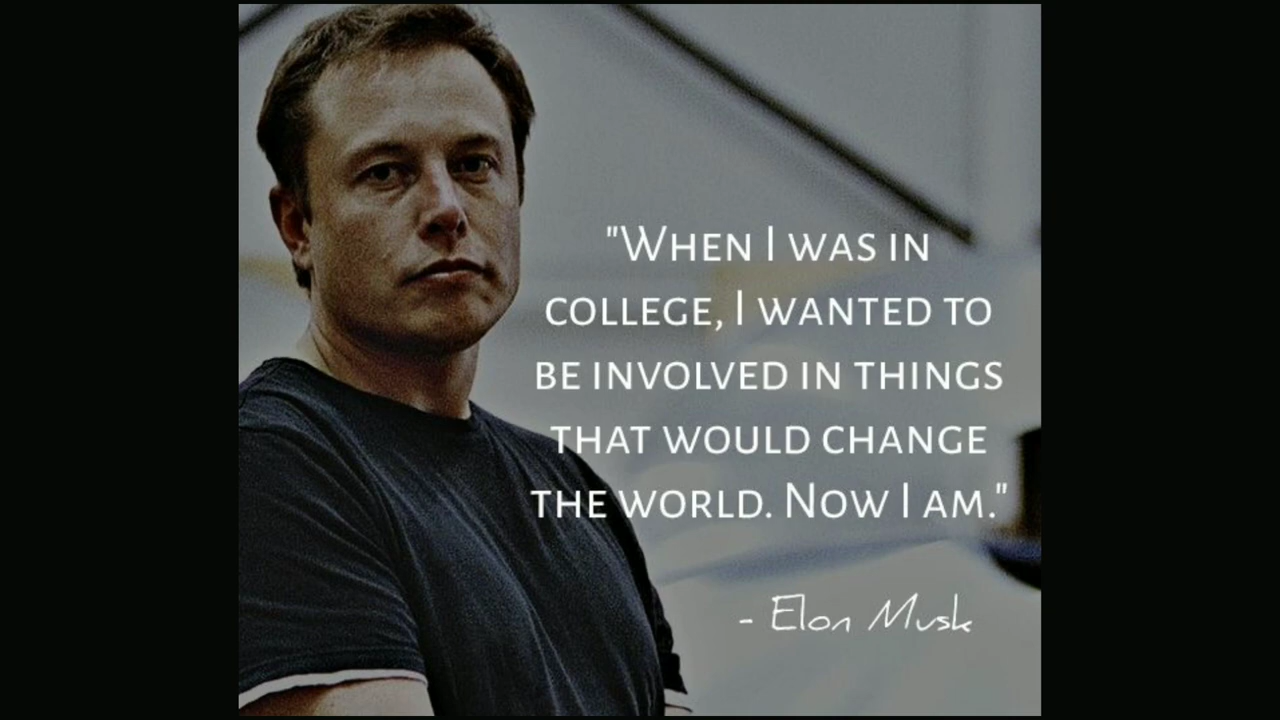 "When I was in
college, I wanted to
be involved in things
that would change
the world. Now I am."
- Elon Musk